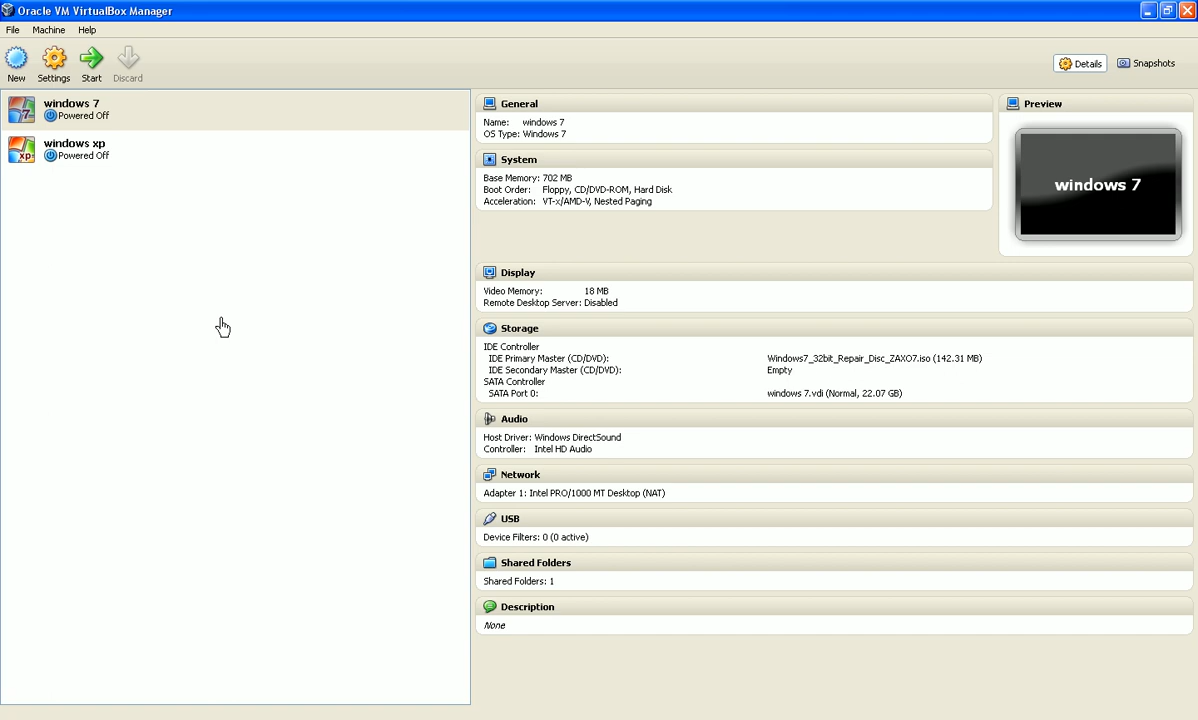 Oracle VM VirtualBox Manager
File Machine Help
New Settings Start Discard
Details Snapshots
windows 7
Powered Off
windows xp
Powered Off
General
Name: windows 7
OS Type: Windows 7
System
Base Memory: 702 MB
Boot Order: Floppy, CD/DVD-ROM, Hard Disk
Acceleration: VT-x/AMD-V, Nested Paging
Preview
windows 7
Display
Video Memory: 18 MB
Remote Desktop Server: Disabled
Storage
IDE Controller
IDE Primary Master (CD/DVD): Windows7_32bit_Repair_Disc_ZAXO7.iso (142.31 MB)
IDE Secondary Master (CD/DVD): Empty
SATA Controller
SATA Port 0: windows 7.vdi (Normal, 22.07 GB)
Audio
Host Driver: Windows DirectSound
Controller: Intel HD Audio
Network
Adapter 1: Intel PRO/1000 MT Desktop (NAT)
USB
Device Filters: 0 (0 active)
Shared Folders
Shared Folders: 1
Description
None